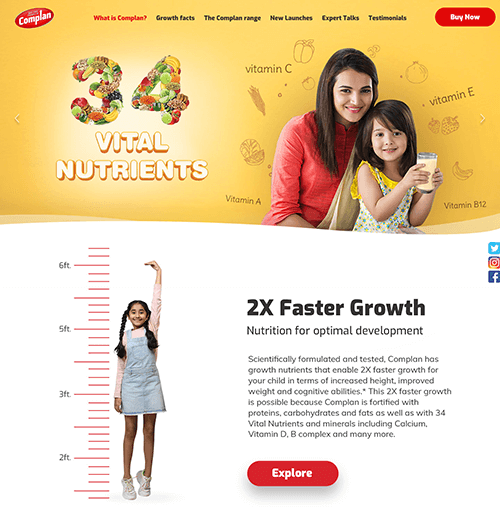 Complan
What is Complan? Growth facts The Complan range New Launches Expert Talks Testimonials Buy Now
34
VITAL
NUTRIENTS
vitamin C
vitamin E
Vitamin A
Vitamin B12
6ft.
5ft.
3ft.
2ft.
2X Faster Growth
Nutrition for optimal development
Scientifically formulated and tested, Complan has
growth nutrients that enable 2X faster growth for
your child in terms of increased height, improved
weight and cognitive abilities.* This 2X faster growth
is possible because Complan is fortified with
proteins, carbohydrates and fats as well as with 34
Vital Nutrients and minerals including Calcium,
Vitamin D, B complex and many more.
Explore